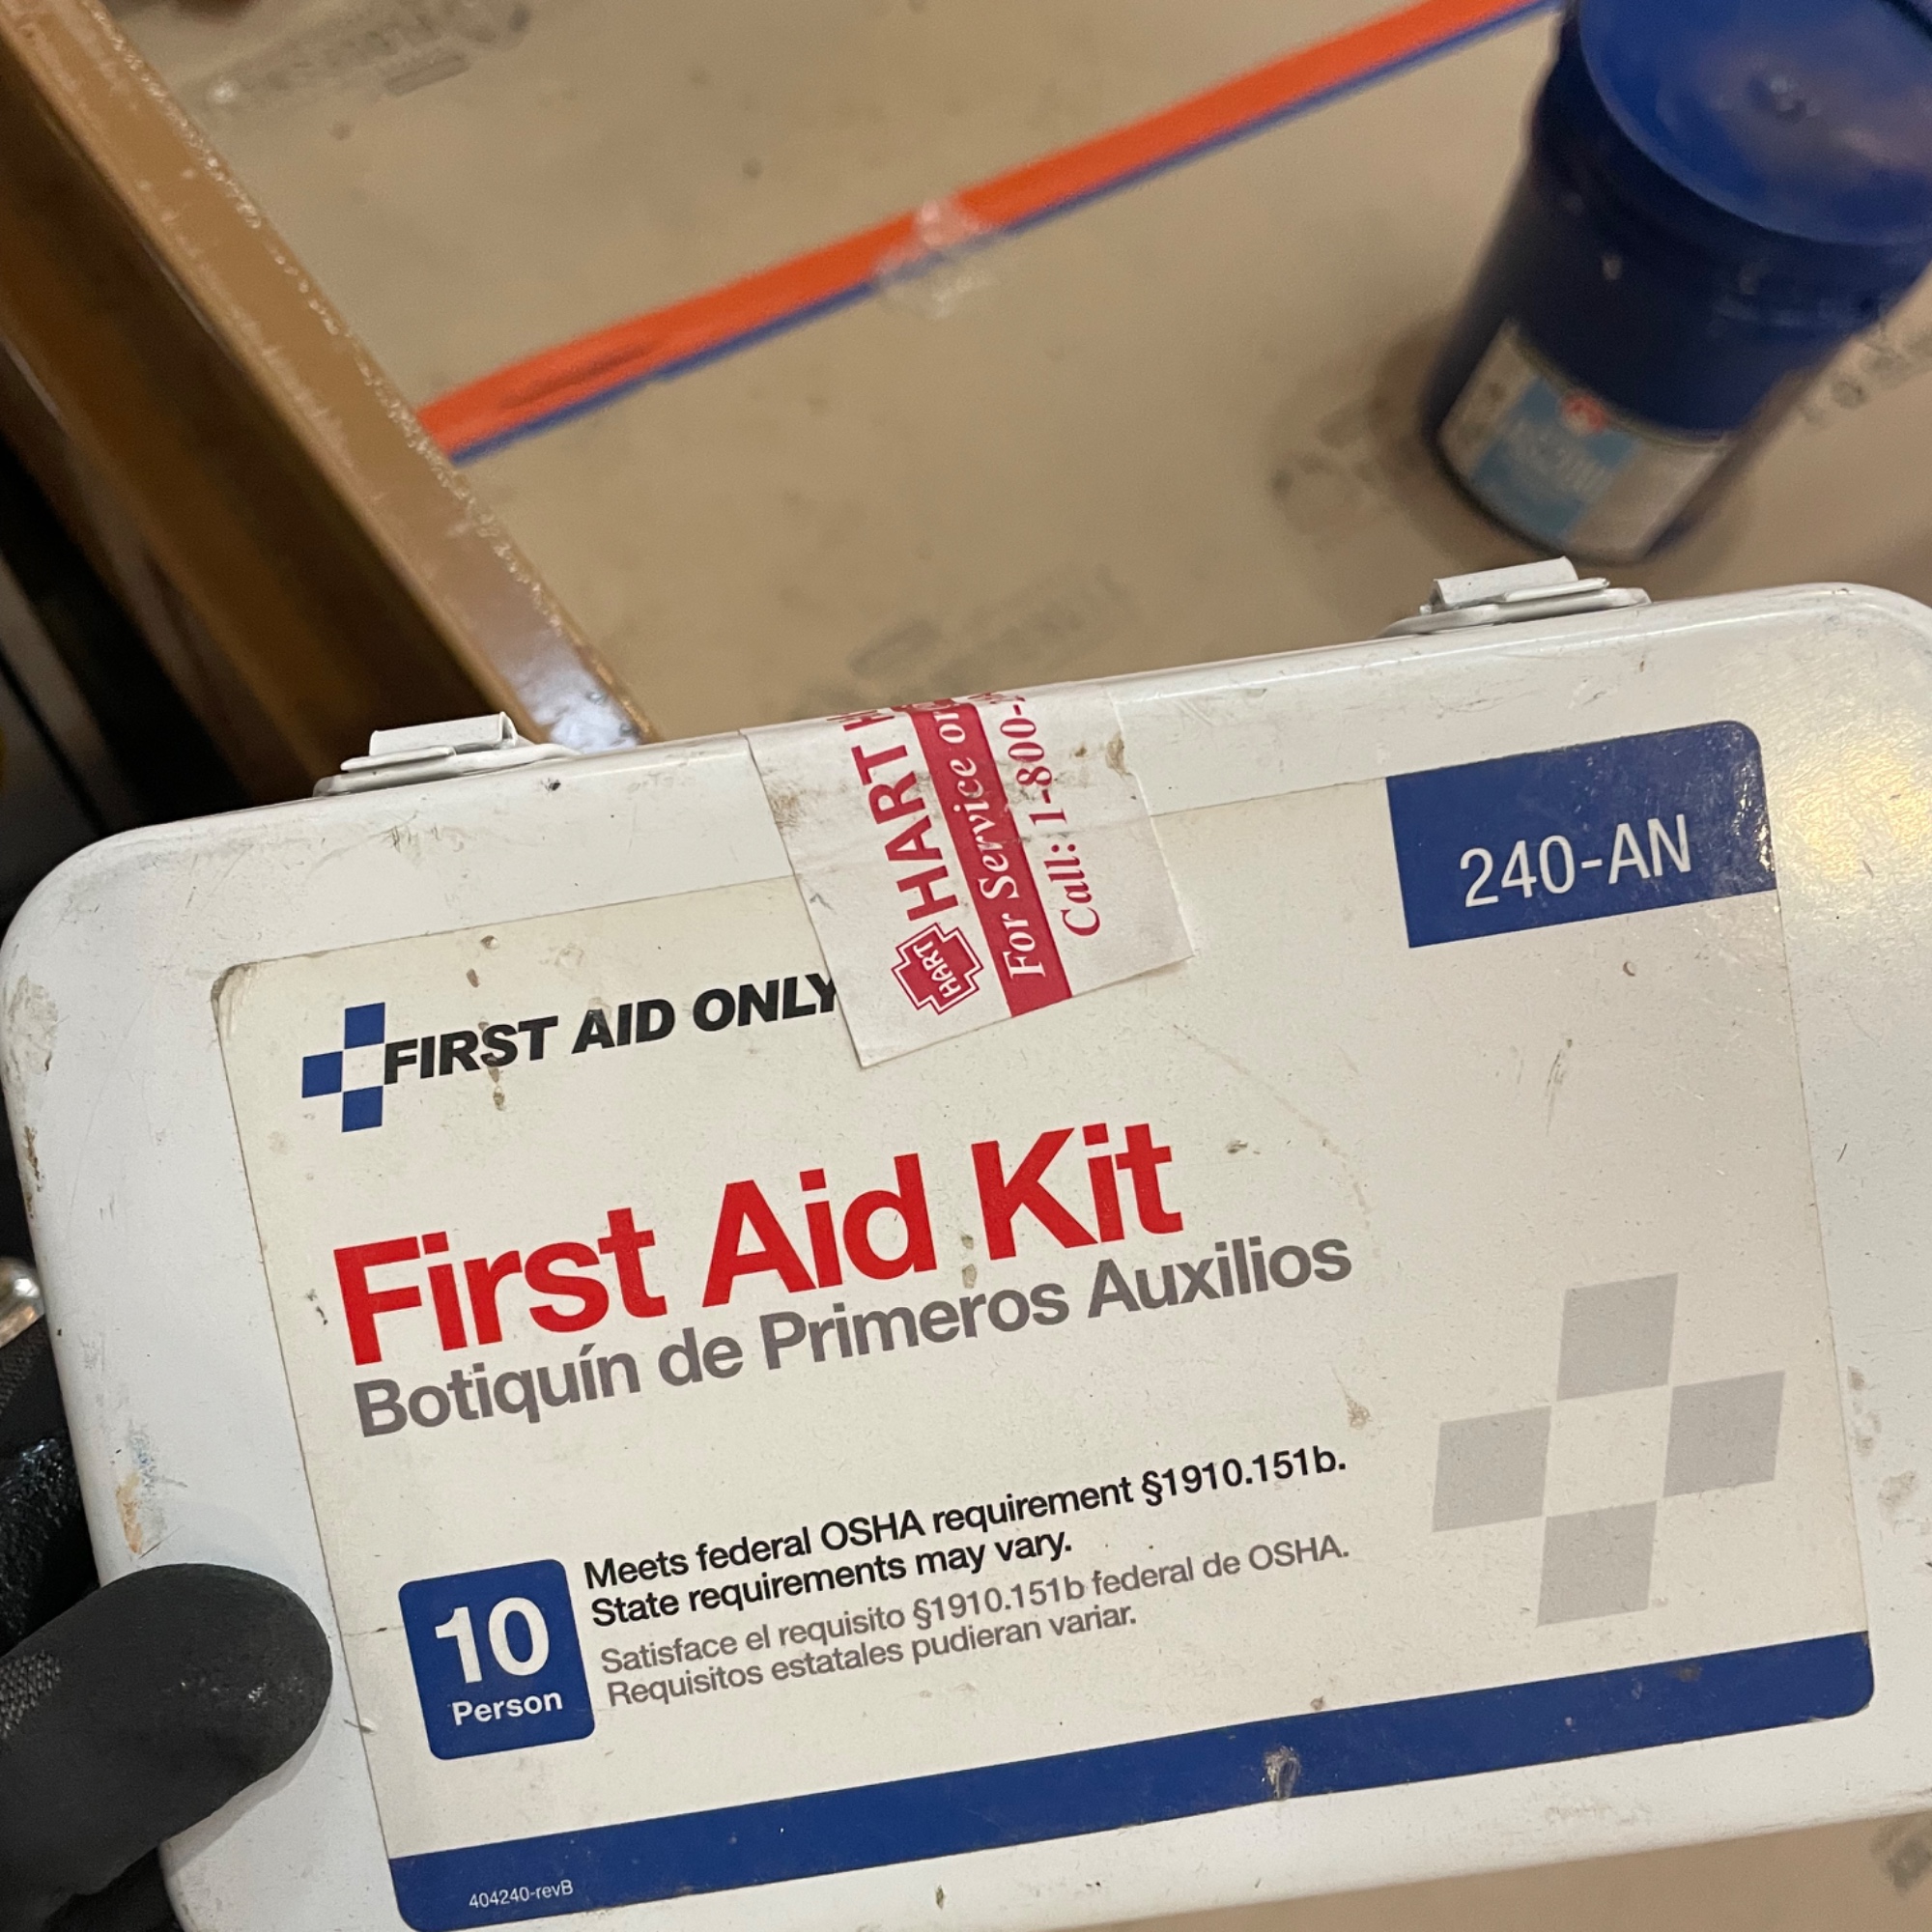 HART
HART
For Service or
Call: 1-800-
240-AN
FIRST AID ONLY
First Aid Kit
Botiquín de Primeros Auxilios
10
Person
Meets federal OSHA requirement §1910.151b.
State requirements may vary.
Satisface el requisito §1910.151b federal de OSHA.
Requisitos estatales pudieran variar.
404240-revB